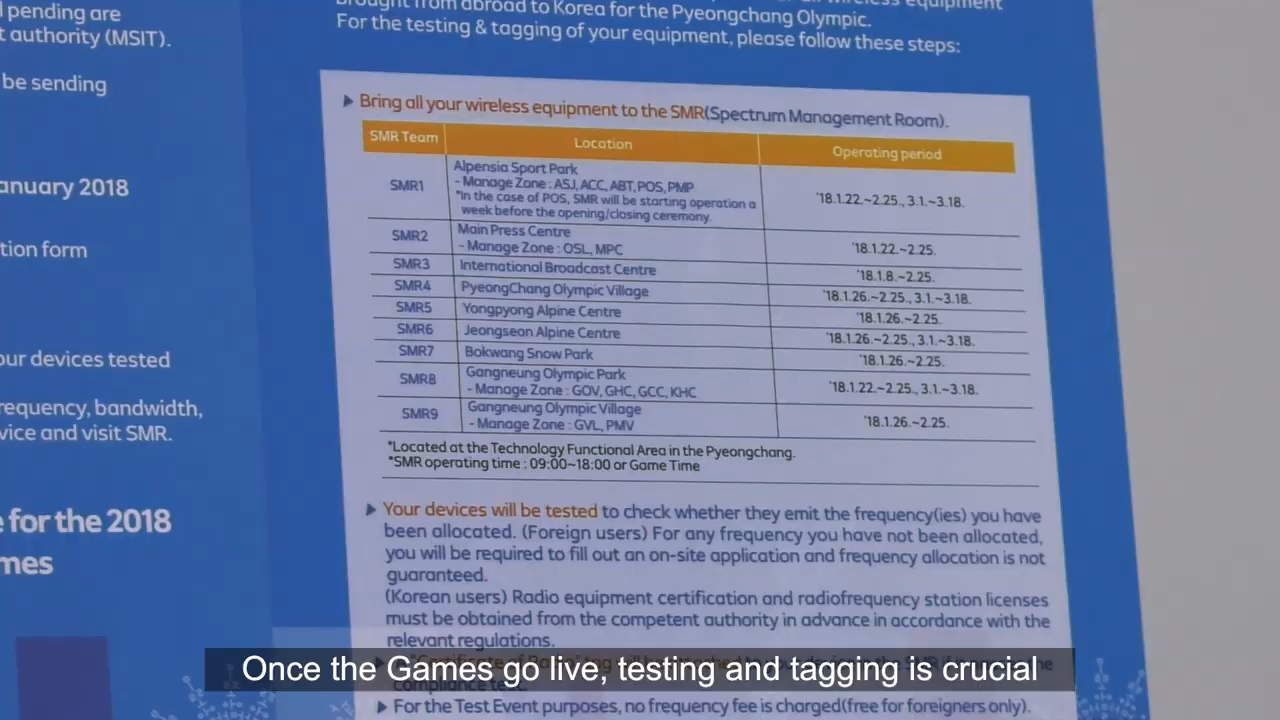 l pending are
t authority (MSIT).
be sending
anuary 2018
tion form
our devices tested
requency, bandwidth,
vice and visit SMR.
e for the 2018
mes
brought from abroad to Korea for the Pyeongchang Olympic.
For the testing & tagging of your equipment, please follow these steps:
▶ Bring all your wireless equipment to the SMR(Spectrum Management Room).
SMR Team Location Operating period
SMR1 Alpensia Sport Park
- Manage Zone : ASJ, ACC, ABT, POS, PMP
*In the case of POS, SMR will be starting operation a
week before the opening/closing ceremony.
'18.1.22.~2.25., 3.1.~3.18.
SMR2 Main Press Centre
- Manage Zone : OSL, MPC
'18.1.22.~2.25.
SMR3 International Broadcast Centre '18.1.8.~2.25.
SMR4 PyeongChang Olympic Village '18.1.26.~2.25., 3.1.~3.18.
SMR5 Yongpyong Alpine Centre '18.1.26.~2.25.
SMR6 Jeongseon Alpine Centre '18.1.26.~2.25., 3.1.~3.18.
SMR7 Bokwang Snow Park '18.1.26.~2.25.
SMR8 Gangneung Olympic Park
- Manage Zone : GOV, GHC, GCC, KHC
'18.1.22.~2.25., 3.1.~3.18.
SMR9 Gangneung Olympic Village
- Manage Zone : GVL, PMV
'18.1.26.~2.25.
*Located at the Technology Functional Area in the Pyeongchang.
*SMR operating time : 09:00~18:00 or Game Time
▶ Your devices will be tested to check whether they emit the frequency(ies) you have
been allocated. (Foreign users) For any frequency you have not been allocated,
you will be required to fill out an on-site application and frequency allocation is not
guaranteed.
(Korean users) Radio equipment certification and radiofrequency station licenses
must be obtained from the competent authority in advance in accordance with the
relevant regulations.
Once the Games go live, testing and tagging is crucial
▶ For the Test Event purposes, no frequency fee is charged(free for foreigners only).